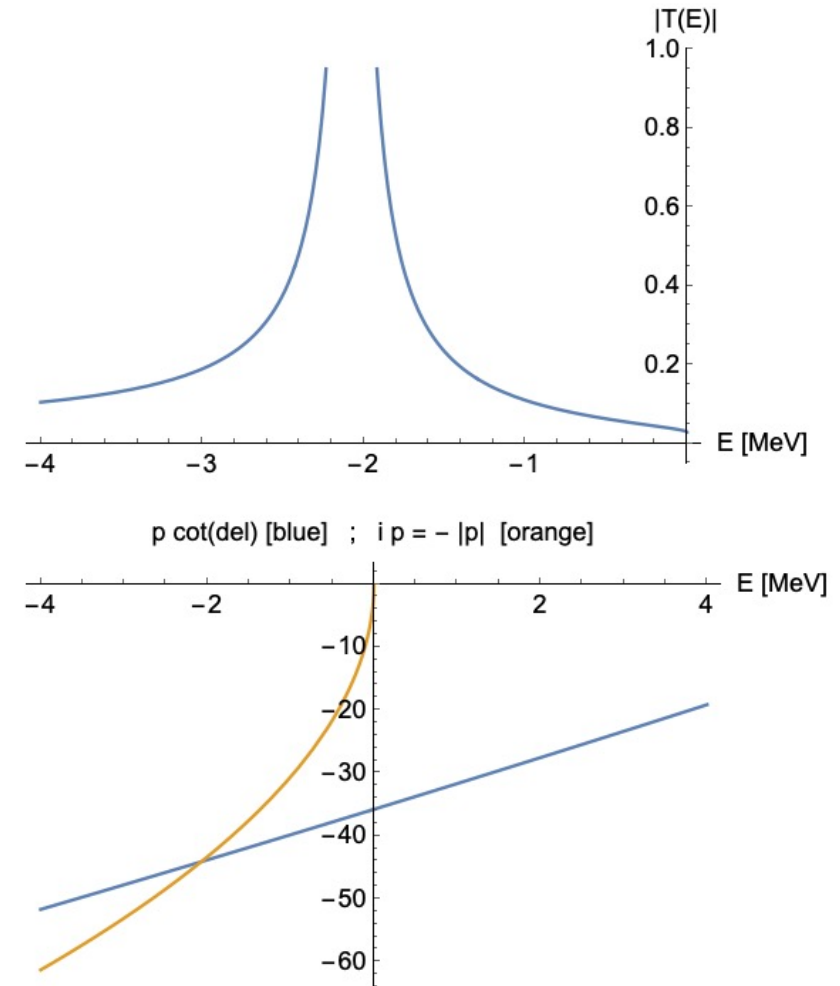 |T(E)|
1.0
0.8
0.6
0.4
0.2
E [MeV]
−4 −3 −2 −1
p cot(del) [blue] ; i p = − |p| [orange]
E [MeV]
−4 −2 2 4
−10
−20
−30
−40
−50
−60